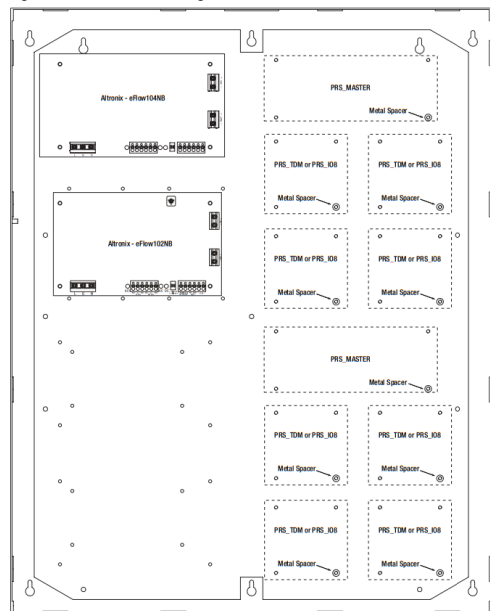 Altronix - eFlow104NB
PRS_MASTER
Metal Spacer
PRS_TDM or PRS_IO8
PRS_TDM or PRS_IO8
Metal Spacer
Metal Spacer
Altronix - eFlow102NB
PRS_TDM or PRS_IO8
PRS_TDM or PRS_IO8
Metal Spacer
Metal Spacer
PRS_MASTER
Metal Spacer
PRS_TDM or PRS_IO8
PRS_TDM or PRS_IO8
Metal Spacer
Metal Spacer
PRS_TDM or PRS_IO8
PRS_TDM or PRS_IO8
Metal Spacer
Metal Spacer